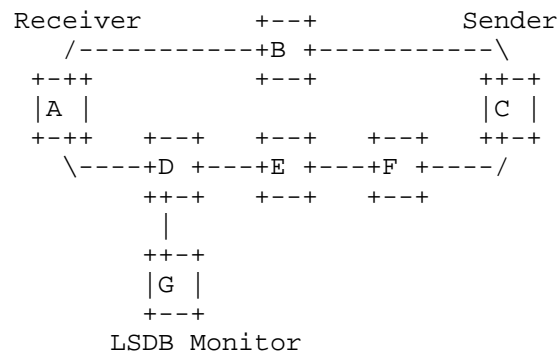 Receiver +--+ Sender
/-----------+B +-----------\
+-++ +--+ ++-+
|A | |C |
+-++ +--+ +--+ +--+ ++-+
\----+D +---+E +---+F +----/
++-+ +--+ +--+
|
++-+
|G |
+---+
LSDB Monitor